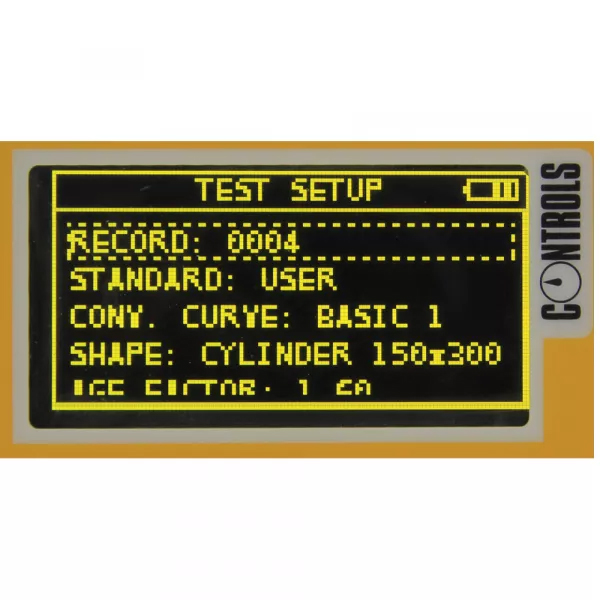 TEST SETUP
RECORD: 0004
STANDARD: USER
CONV. CURVE: BASIC 1
SHAPE: CYLINDER 150x300
CONTROLS